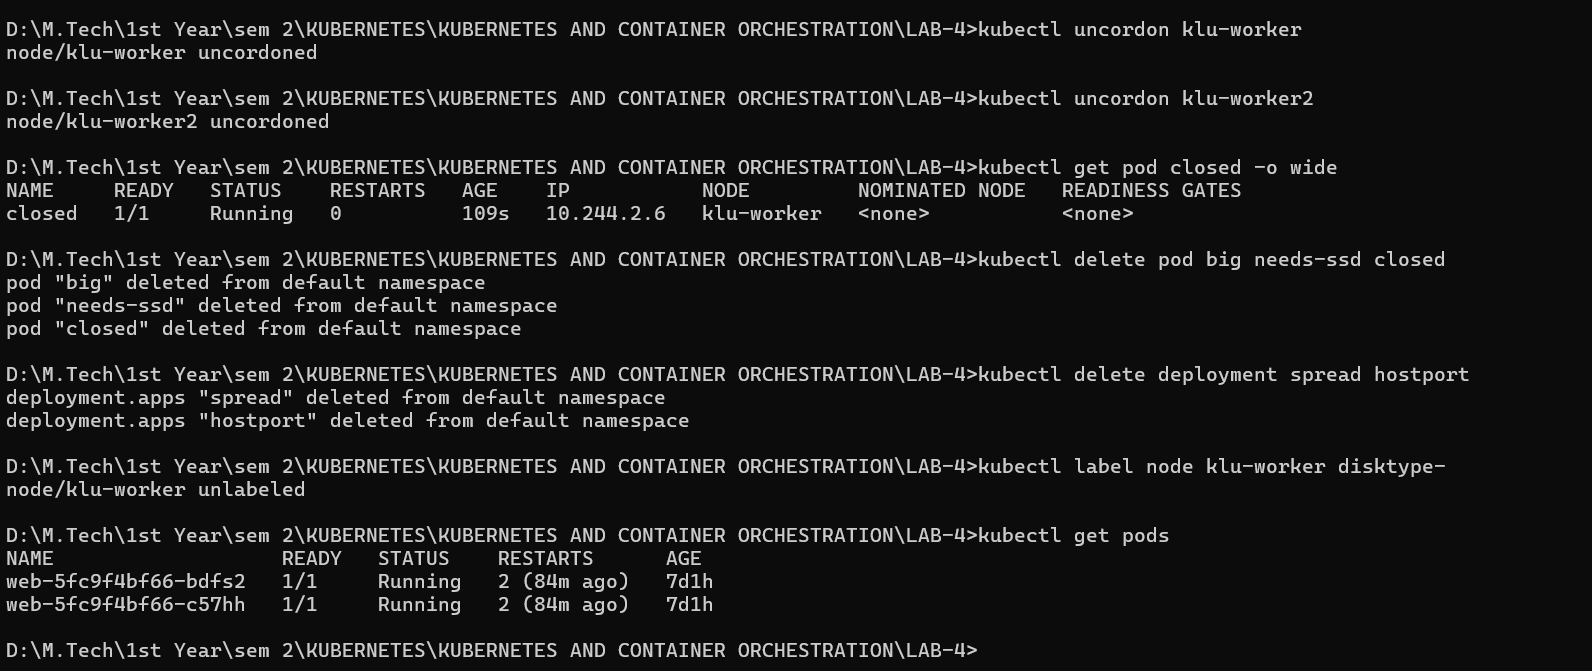 D:\M.Tech\1st Year\sem 2\KUBERNETES\KUBERNETES AND CONTAINER ORCHESTRATION\LAB-4>kubectl uncordon klu-worker
node/klu-worker uncordoned
D:\M.Tech\1st Year\sem 2\KUBERNETES\KUBERNETES AND CONTAINER ORCHESTRATION\LAB-4>kubectl uncordon klu-worker2
node/klu-worker2 uncordoned
D:\M.Tech\1st Year\sem 2\KUBERNETES\KUBERNETES AND CONTAINER ORCHESTRATION\LAB-4>kubectl get pod closed -o wide
NAME     READY   STATUS    RESTARTS   AGE    IP           NODE         NOMINATED NODE   READINESS GATES
closed   1/1     Running   0          109s   10.244.2.6   klu-worker   <none>           <none>
D:\M.Tech\1st Year\sem 2\KUBERNETES\KUBERNETES AND CONTAINER ORCHESTRATION\LAB-4>kubectl delete pod big needs-ssd closed
pod "big" deleted from default namespace
pod "needs-ssd" deleted from default namespace
pod "closed" deleted from default namespace
D:\M.Tech\1st Year\sem 2\KUBERNETES\KUBERNETES AND CONTAINER ORCHESTRATION\LAB-4>kubectl delete deployment spread hostport
deployment.apps "spread" deleted from default namespace
deployment.apps "hostport" deleted from default namespace
D:\M.Tech\1st Year\sem 2\KUBERNETES\KUBERNETES AND CONTAINER ORCHESTRATION\LAB-4>kubectl label node klu-worker disktype-
node/klu-worker unlabeled
D:\M.Tech\1st Year\sem 2\KUBERNETES\KUBERNETES AND CONTAINER ORCHESTRATION\LAB-4>kubectl get pods
NAME                   READY   STATUS    RESTARTS      AGE
web-5fc9f4bf66-bdfs2   1/1     Running   2 (84m ago)   7d1h
web-5fc9f4bf66-c57hh   1/1     Running   2 (84m ago)   7d1h
D:\M.Tech\1st Year\sem 2\KUBERNETES\KUBERNETES AND CONTAINER ORCHESTRATION\LAB-4>